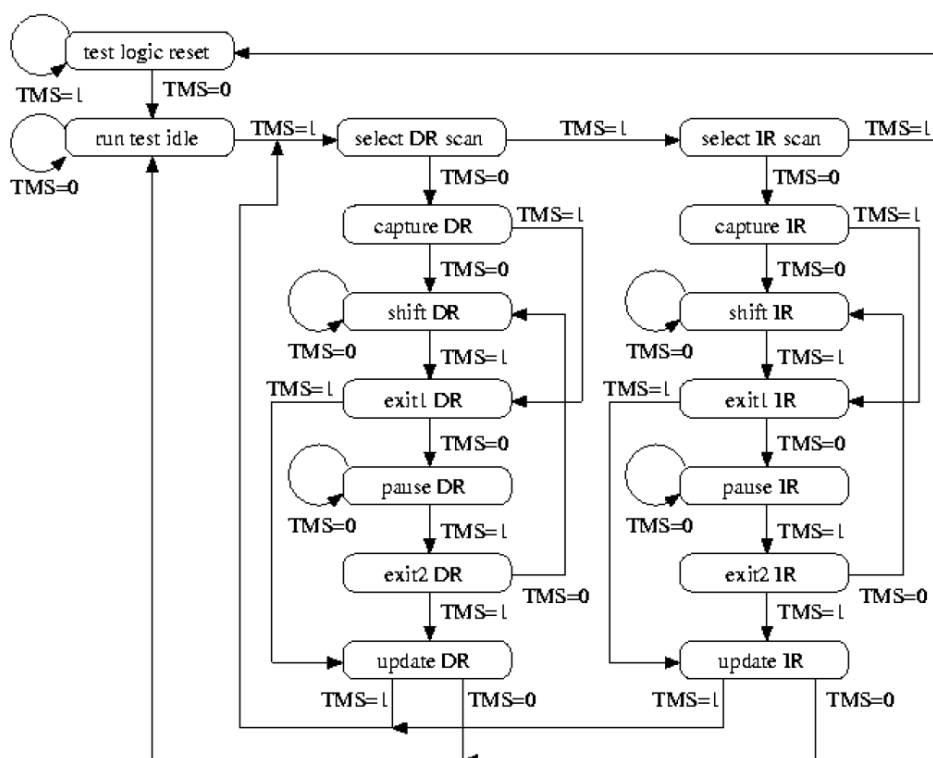 test logic reset
TMS=1
TMS=0
run test idle
TMS=1
select DR scan
TMS=1
select IR scan
TMS=0
TMS=0
TMS=0
capture DR
TMS=1
capture IR
TMS=1
TMS=0
TMS=0
shift DR
shift IR
TMS=0
TMS=1
TMS=0
TMS=1
TMS=1
exit1 DR
TMS=1
exit1 IR
TMS=0
TMS=0
pause DR
pause IR
TMS=0
TMS=1
TMS=0
TMS=1
exit2 DR
TMS=0
exit2 IR
TMS=0
TMS=1
TMS=1
update DR
update IR
TMS=1
TMS=0
TMS=1
TMS=0